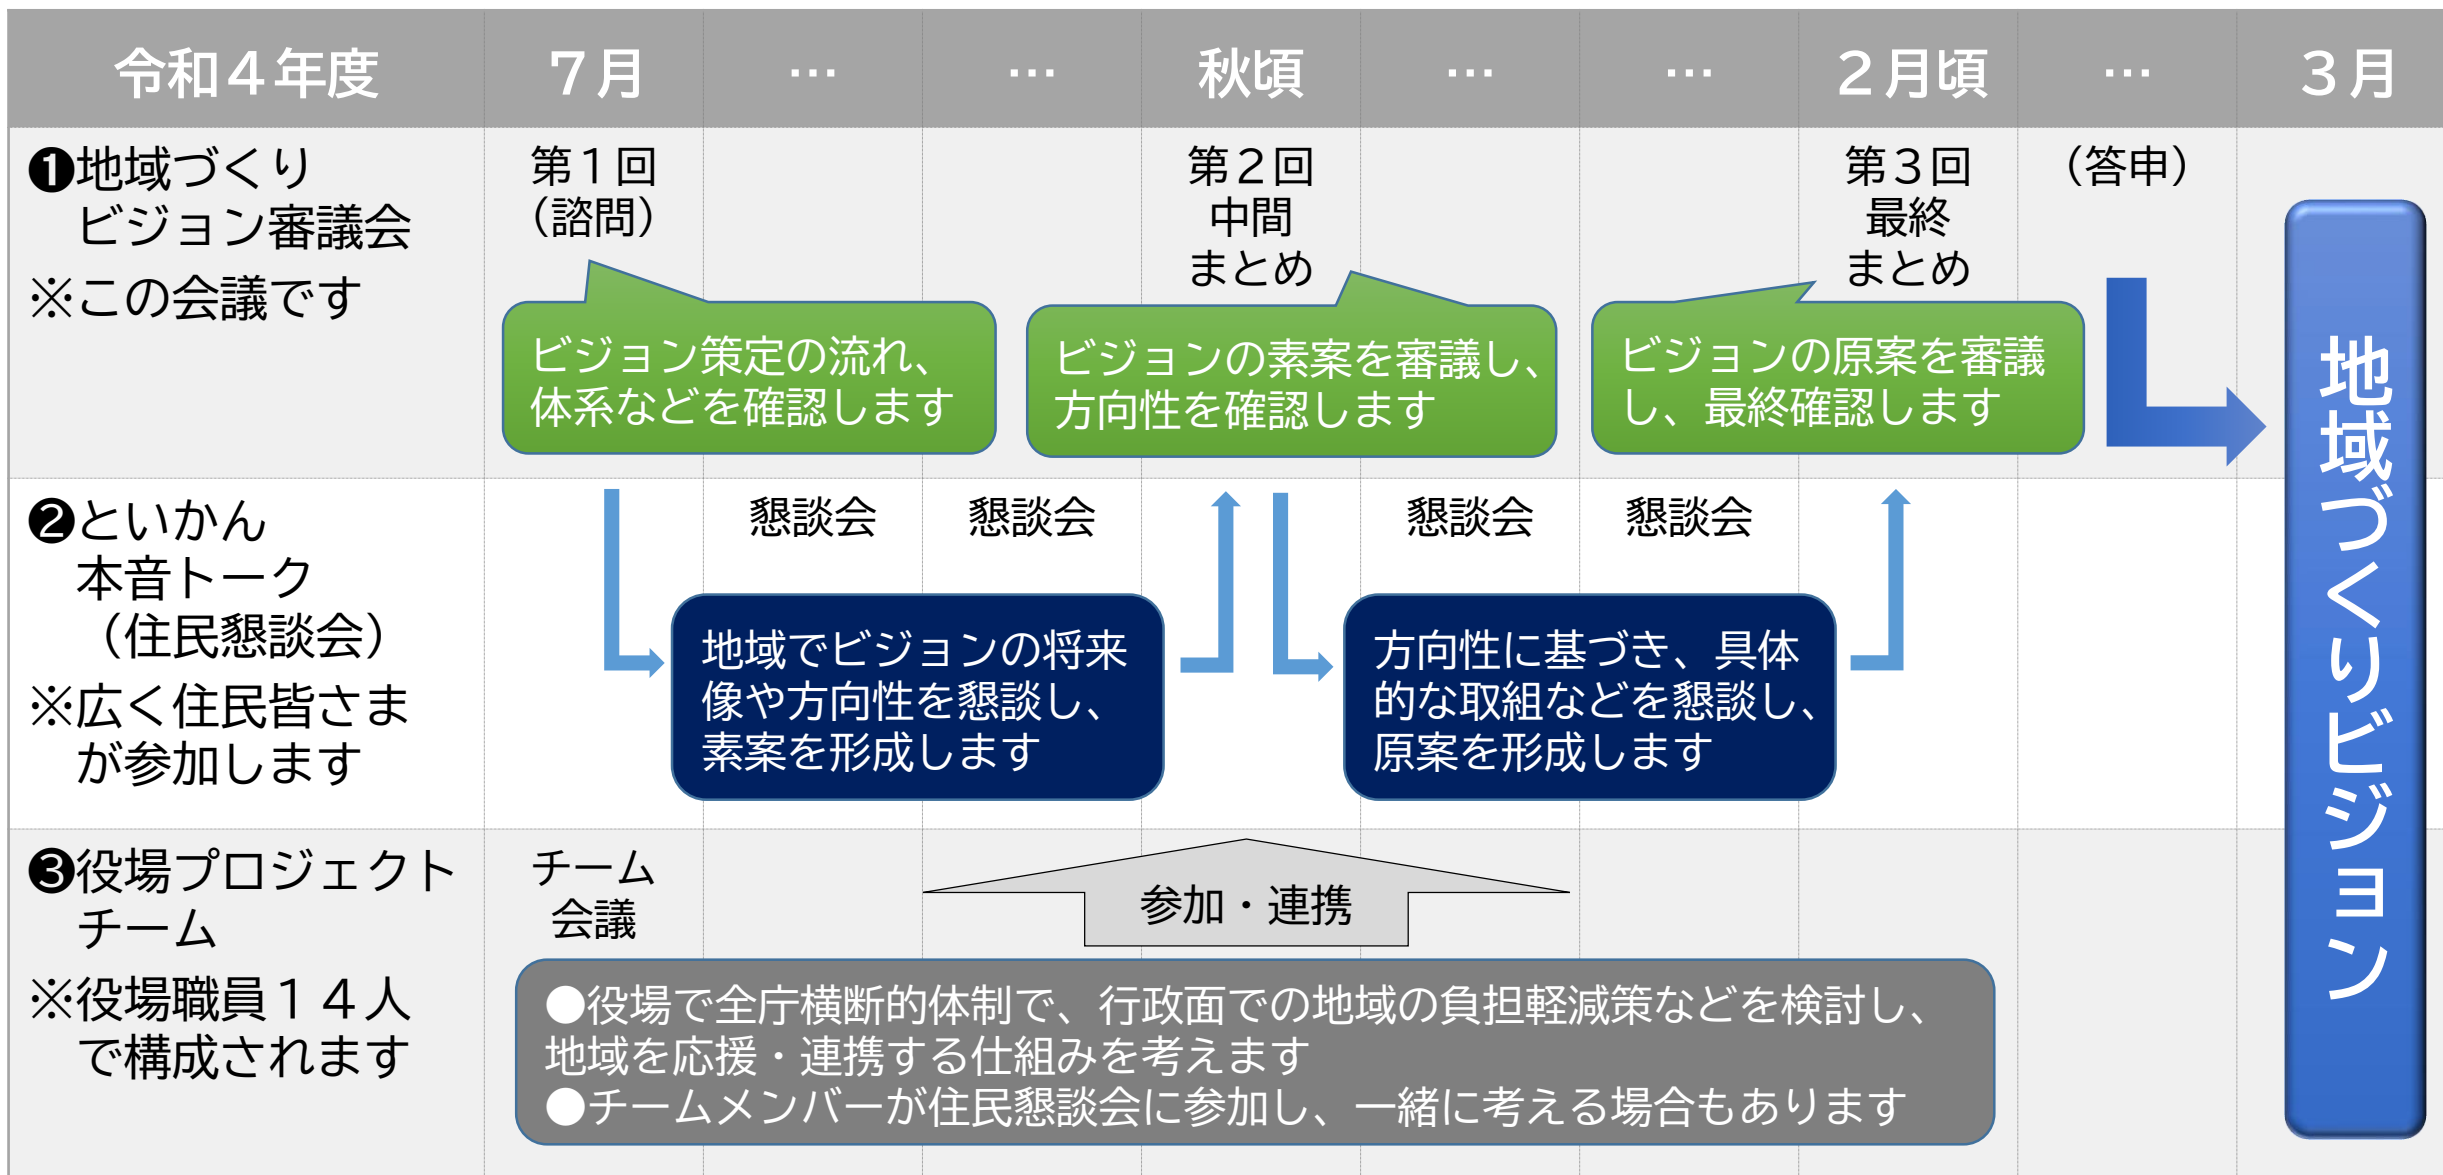 令和４年度 ７月 … … 秋頃 … … ２月頃 … ３月
❶地域づくり
ビジョン審議会
※この会議です
第１回
（諮問）
第２回
中間
まとめ
第３回
最終
まとめ
（答申）
ビジョン策定の流れ、
体系などを確認します
ビジョンの素案を審議し、
方向性を確認します
ビジョンの原案を審議
し、最終確認します
❷といかん
本音トーク
（住民懇談会）
※広く住民皆さま
が参加します
懇談会 懇談会 懇談会 懇談会
地域でビジョンの将来
像や方向性を懇談し、
素案を形成します
方向性に基づき、具体
的な取組などを懇談し、
原案を形成します
❸役場プロジェクト
チーム
※役場職員１４人
で構成されます
チーム
会議
参加・連携
●役場で全庁横断的体制で、行政面での地域の負担軽減策などを検討し、
地域を応援・連携する仕組みを考えます
●チームメンバーが住民懇談会に参加し、一緒に考える場合もあります
地域づくりビジョン